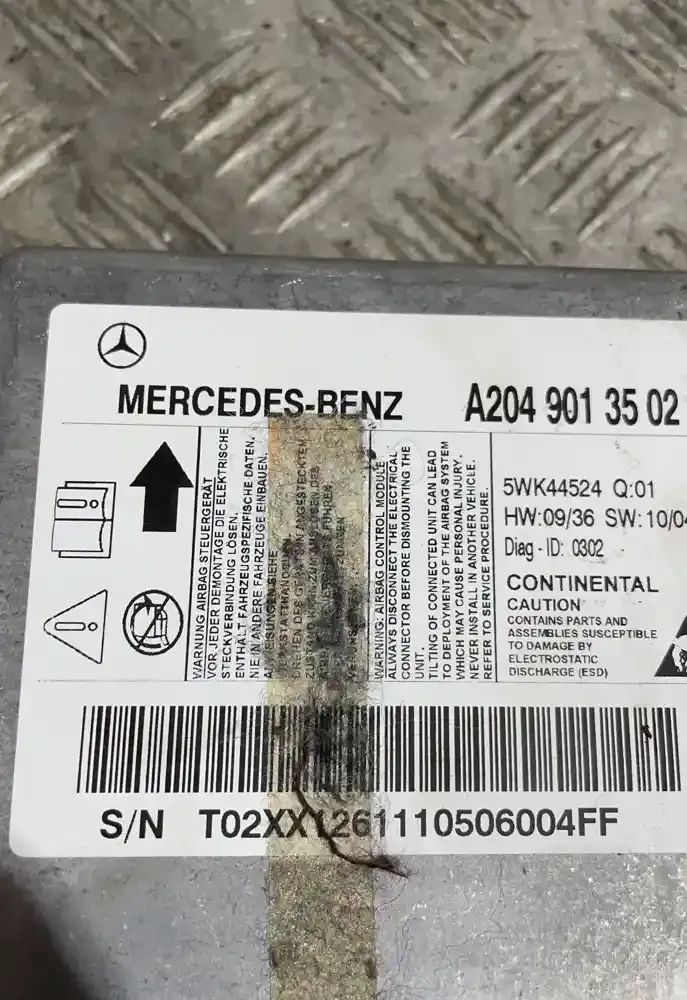 MERCEDES-BENZ
A204 901 35 02
WARNUNG AIRBAG STEUERGERÄT
VOR JEDER DEMONTAGE DIE ELEKTRISCHE
STECKVERBINDUNG LÖSEN.
ENTHÄLT FAHRZEUGSPEZIFISCHE DATEN.
NIE IN ANDERE FAHRZEUGE EINBAUEN.
SIEHE
DREHEN DES ANGESTECKTEM
WARNING: AIRBAG CONTROL MODULE
ALWAYS DISCONNECT THE ELECTRICAL
CONNECTOR BEFORE DISMOUNTING THE
UNIT.
TILTING OF CONNECTED UNIT CAN LEAD
TO DEPLOYMENT OF THE AIRBAG SYSTEM
WHICH MAY CAUSE PERSONAL INJURY.
NEVER INSTALL IN ANOTHER VEHICLE.
REFER TO SERVICE PROCEDURE.
5WK44524 Q:01
HW:09/36 SW:10/04
Diag - ID: 0302
CONTINENTAL
CAUTION
CONTAINS PARTS AND
ASSEMBLIES SUSCEPTIBLE
TO DAMAGE BY
ELECTROSTATIC
DISCHARGE (ESD)
S/N T02XX1261110506004FF